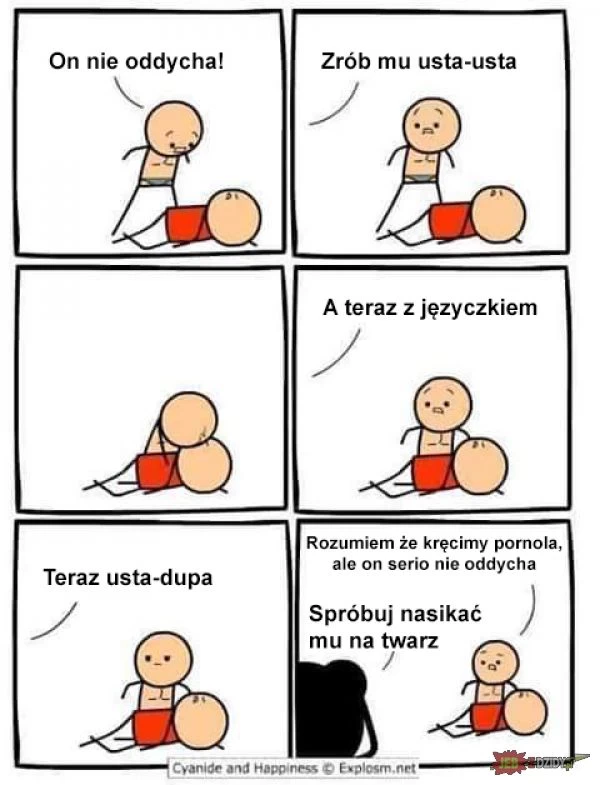 On nie oddycha!
Zrób mu usta-usta
A teraz z języczkiem
Teraz usta-dupa
Rozumiem że kręcimy pornola,
ale on serio nie oddycha
Spróbuj nasikać
mu na twarz
Cyanide and Happiness © Explosm.net